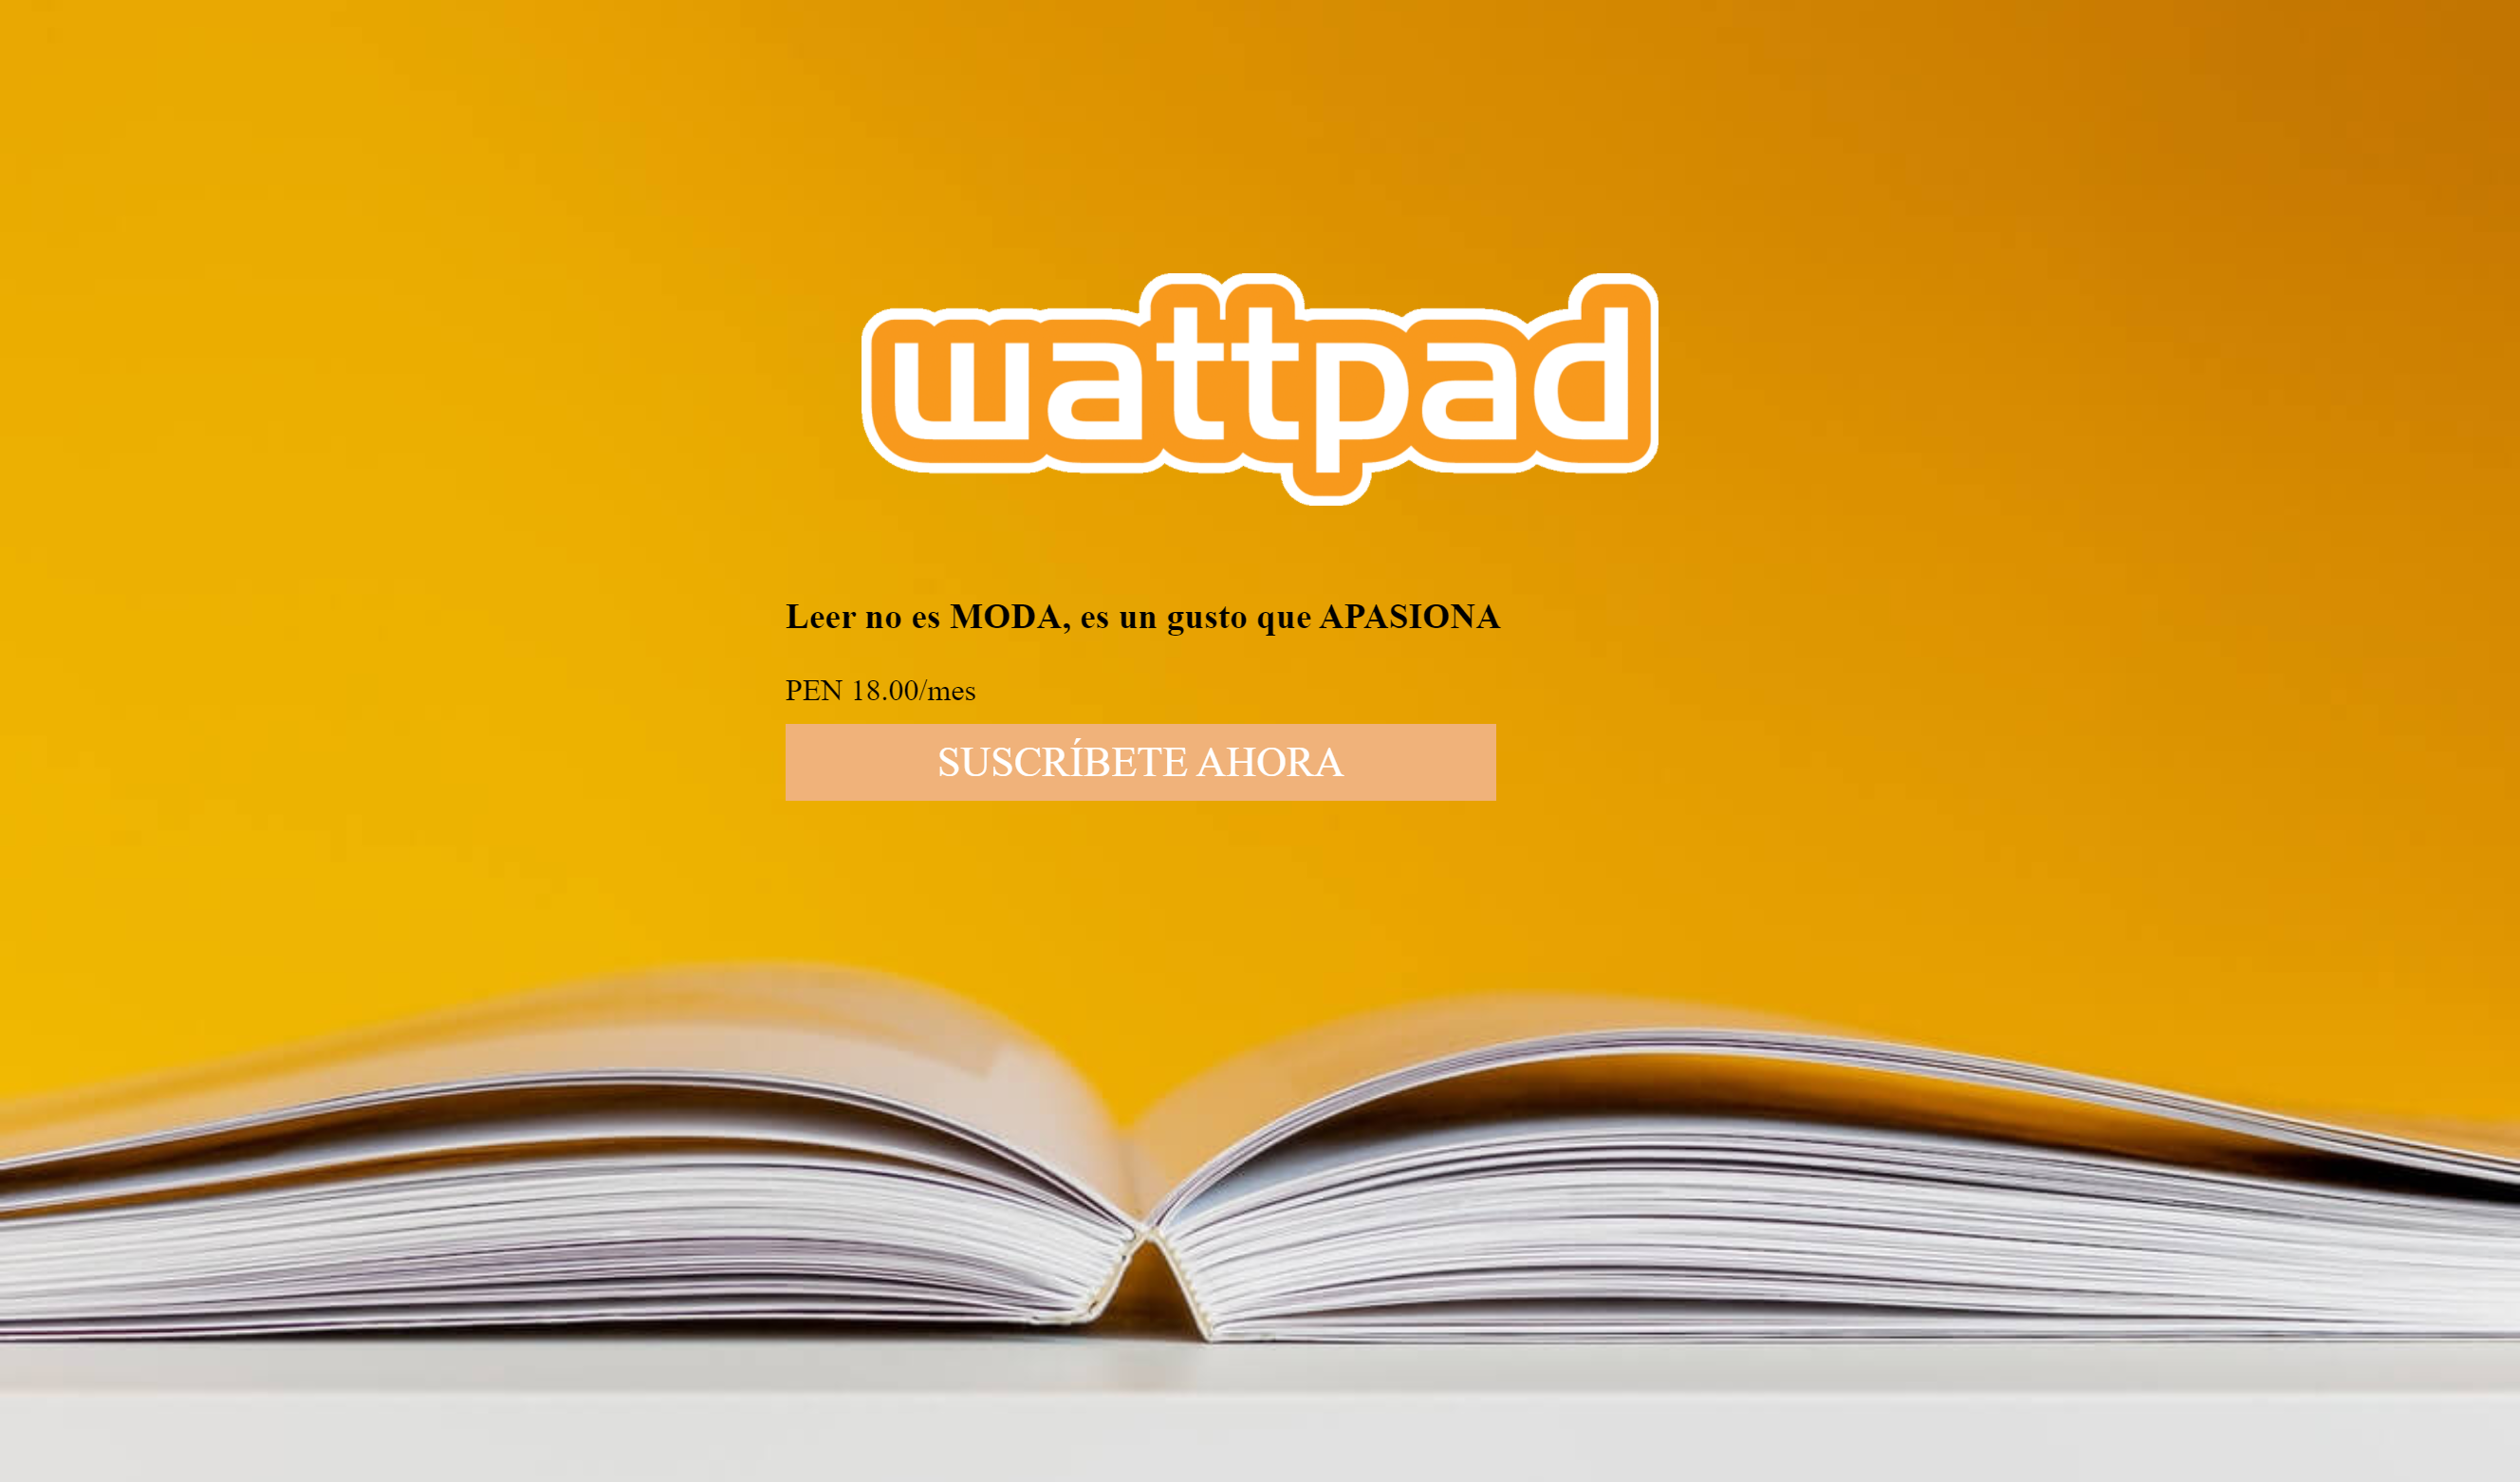 wattpad
Leer no es MODA, es un gusto que APASIONA
PEN 18.00/mes
SUSCRÍBETE AHORA